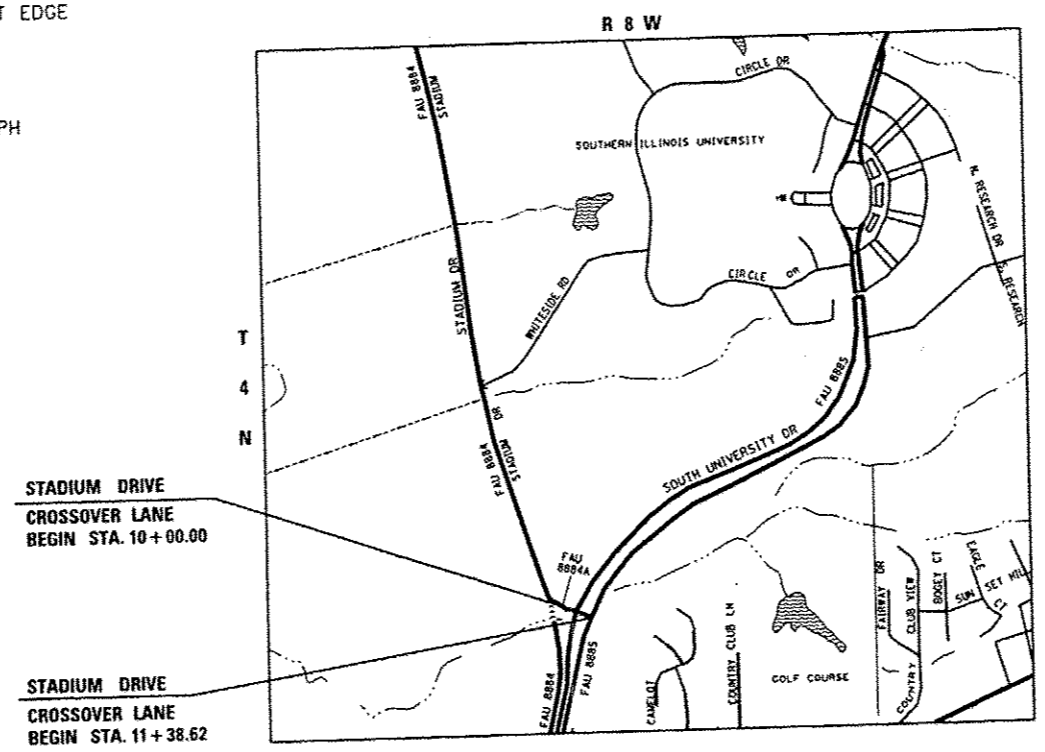 T EDGE
PH
R 8 W
T
4
N
FAU 8884
STADIUM
CIRCLE DR
SOUTHERN ILLINOIS UNIVERSITY
N. RESEARCH DR
S. RESEARCH
STADIUM DR
WHITESIDE RD
CIRCLE DR
FAU 8885
FAU 8884
STADIUM DR
SOUTH UNIVERSITY DR
STADIUM DRIVE
CROSSOVER LANE
BEGIN STA. 10+00.00
FAU
8884A
FAIRWAY DR
CLUB VIEW
COUNTRY
BOGEY CT
EAGLE
CT
SUN SET HIL
FAU 8884
FAU 8885
CAMELOT
COUNTRY CLUB LN
GOLF COURSE
STADIUM DRIVE
CROSSOVER LANE
BEGIN STA. 11+38.62